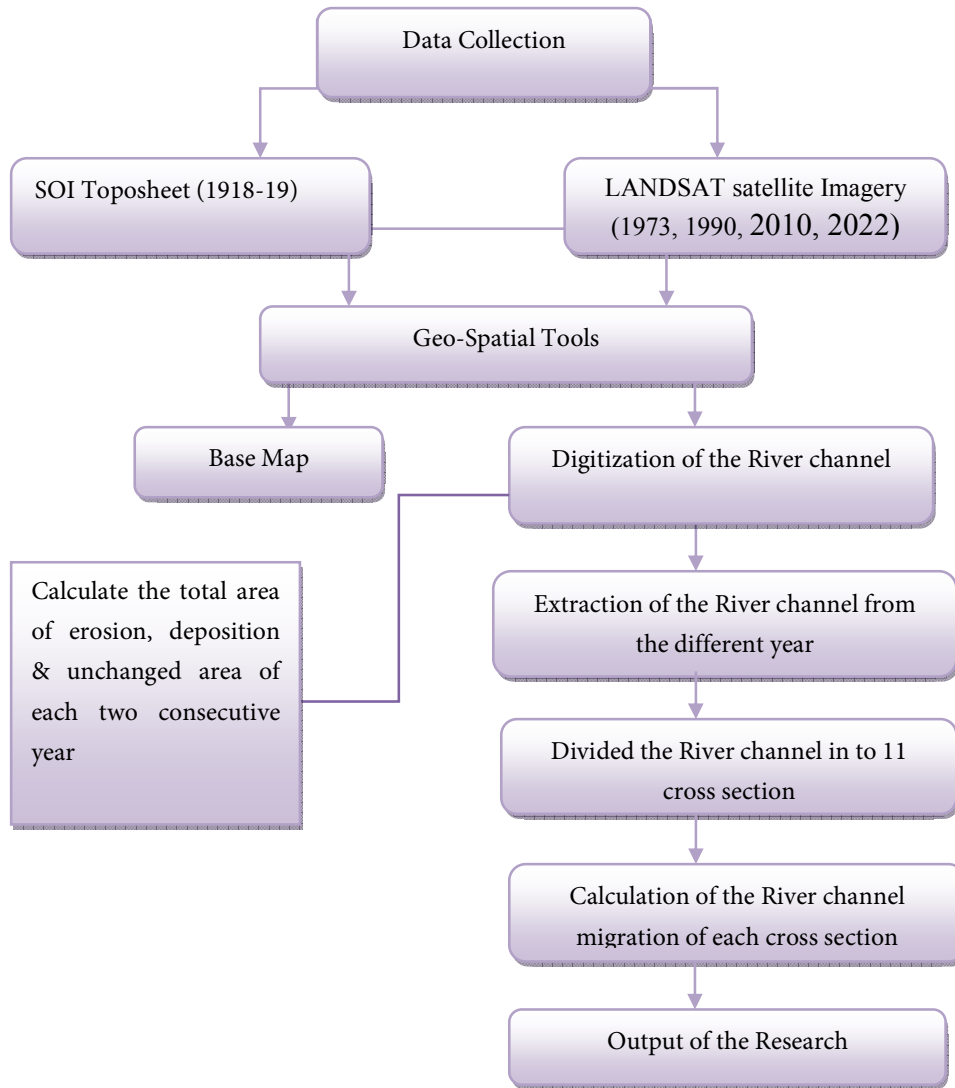 Data Collection
SOI Toposheet (1918-19)
LANDSAT satellite Imagery
(1973, 1990, 2010, 2022)
Geo-Spatial Tools
Base Map
Digitization of the River channel
Calculate the total area
of erosion, deposition
& unchanged area of
each two consecutive
year
Extraction of the River channel from
the different year
Divided the River channel in to 11
cross section
Calculation of the River channel
migration of each cross section
Output of the Research